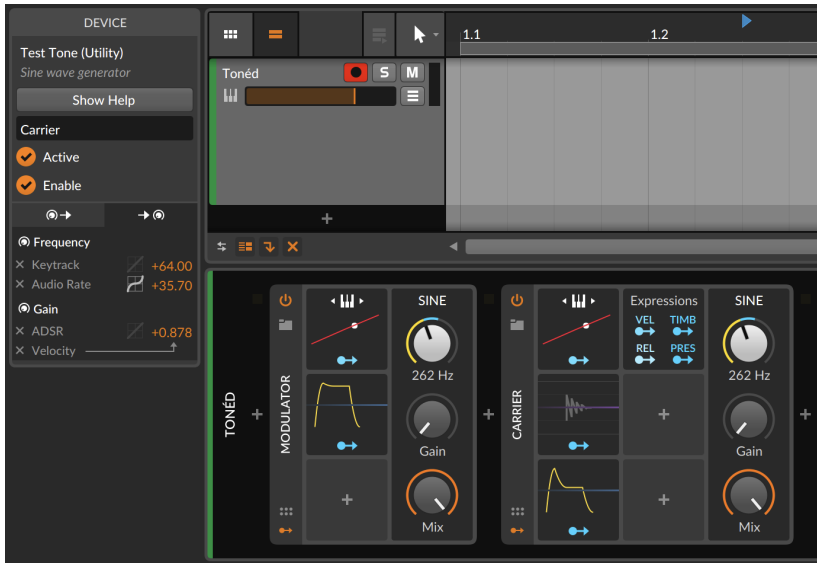 DEVICE
Test Tone (Utility)
Sine wave generator
Show Help
Carrier
Active
Enable
Frequency
Keytrack +64.00
Audio Rate +35.70
Gain
ADSR +0.878
Velocity
1.1 1.2
Tonéd S M
+
TONÉD
+
MODULATOR
SINE
262 Hz
Gain
Mix
+
+
CARRIER
Expressions
VEL TIMB
REL PRES
+
+
SINE
262 Hz
Gain
Mix
+